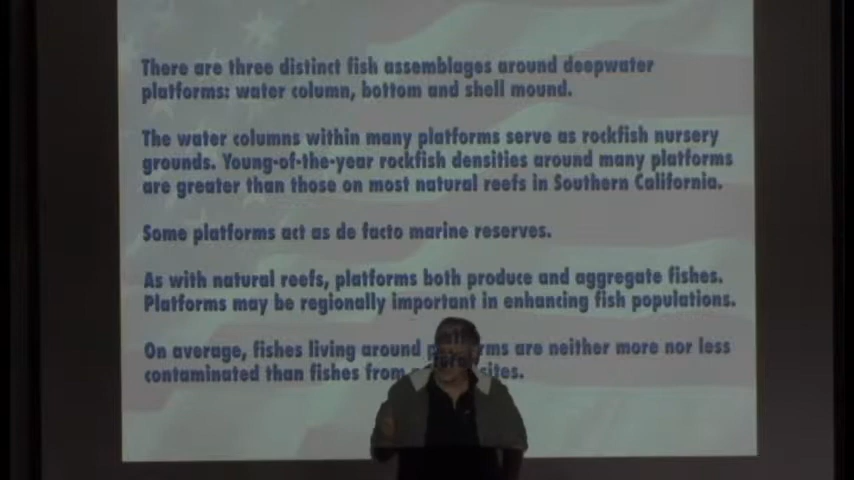 There are three distinct fish assemblages around deepwater
platforms: water column, bottom and shell mound.
The water columns within many platforms serve as rockfish nursery
grounds. Young-of-the-year rockfish densities around many platforms
are greater than those on most natural reefs in Southern California.
Some platforms act as de facto marine reserves.
As with natural reefs, platforms both produce and aggregate fishes.
Platforms may be regionally important in enhancing fish populations.
On average, fishes living around platforms are neither more nor less
contaminated than fishes from sites.